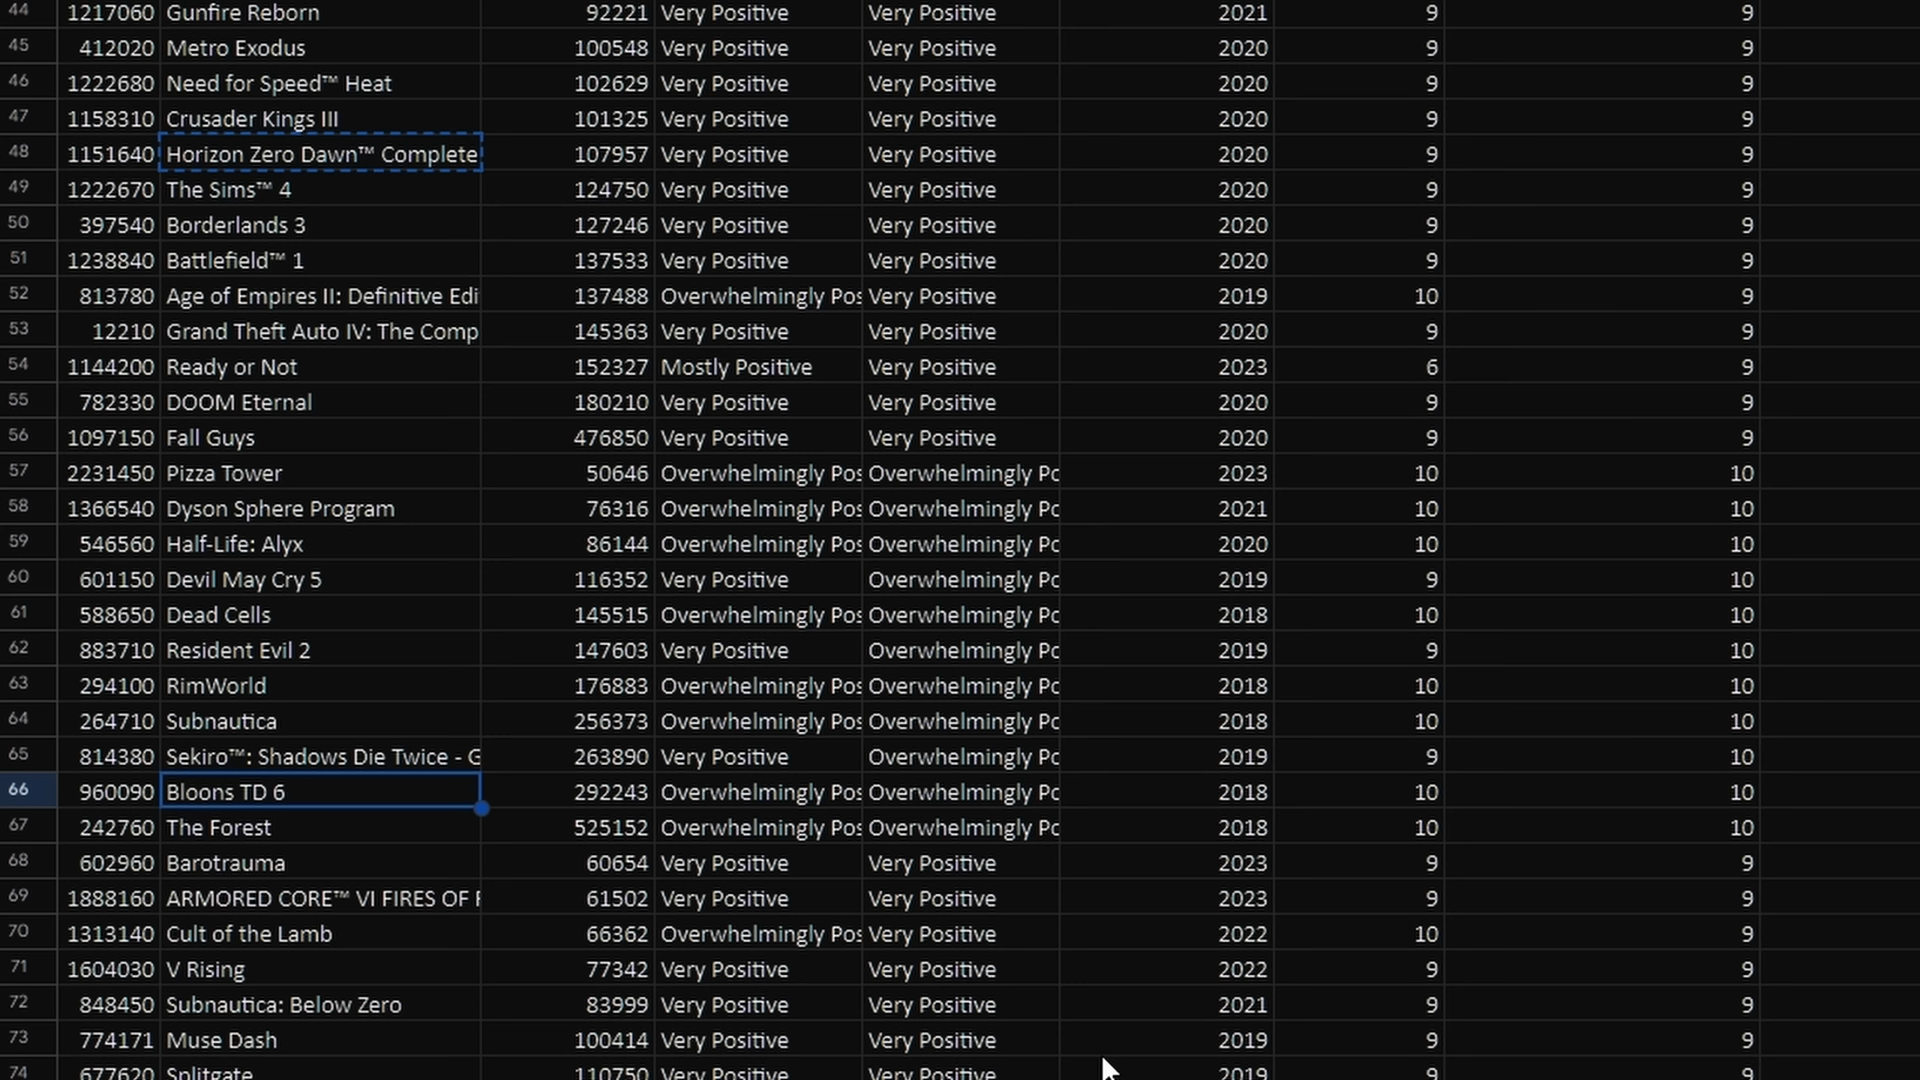 44 1217060 Gunfire Reborn 92221 Very Positive Very Positive 2021 9 9
45 412020 Metro Exodus 100548 Very Positive Very Positive 2020 9 9
46 1222680 Need for Speed™ Heat 102629 Very Positive Very Positive 2020 9 9
47 1158310 Crusader Kings III 101325 Very Positive Very Positive 2020 9 9
48 1151640 Horizon Zero Dawn™ Complete 107957 Very Positive Very Positive 2020 9 9
49 1222670 The Sims™ 4 124750 Very Positive Very Positive 2020 9 9
50 397540 Borderlands 3 127246 Very Positive Very Positive 2020 9 9
51 1238840 Battlefield™ 1 137533 Very Positive Very Positive 2020 9 9
52 813780 Age of Empires II: Definitive Edi 137488 Overwhelmingly Pos Very Positive 2019 10 9
53 12210 Grand Theft Auto IV: The Comp 145363 Very Positive Very Positive 2020 9 9
54 1144200 Ready or Not 152327 Mostly Positive Very Positive 2023 6 9
55 782330 DOOM Eternal 180210 Very Positive Very Positive 2020 9 9
56 1097150 Fall Guys 476850 Very Positive Very Positive 2020 9 9
57 2231450 Pizza Tower 50646 Overwhelmingly Pos Overwhelmingly Po 2023 10 10
58 1366540 Dyson Sphere Program 76316 Overwhelmingly Pos Overwhelmingly Po 2021 10 10
59 546560 Half-Life: Alyx 86144 Overwhelmingly Pos Overwhelmingly Po 2020 10 10
60 601150 Devil May Cry 5 116352 Very Positive Overwhelmingly Po 2019 9 10
61 588650 Dead Cells 145515 Overwhelmingly Pos Overwhelmingly Po 2018 10 10
62 883710 Resident Evil 2 147603 Very Positive Overwhelmingly Po 2019 9 10
63 294100 RimWorld 176883 Overwhelmingly Pos Overwhelmingly Po 2018 10 10
64 264710 Subnautica 256373 Overwhelmingly Pos Overwhelmingly Po 2018 10 10
65 814380 Sekiro™: Shadows Die Twice - G 263890 Very Positive Overwhelmingly Po 2019 9 10
66 960090 Bloons TD 6 292243 Overwhelmingly Pos Overwhelmingly Po 2018 10 10
67 242760 The Forest 525152 Overwhelmingly Pos Overwhelmingly Po 2018 10 10
68 602960 Barotrauma 60654 Very Positive Very Positive 2023 9 9
69 1888160 ARMORED CORE™ VI FIRES OF R 61502 Very Positive Very Positive 2023 9 9
70 1313140 Cult of the Lamb 66362 Overwhelmingly Pos Very Positive 2022 10 9
71 1604030 V Rising 77342 Very Positive Very Positive 2022 9 9
72 848450 Subnautica: Below Zero 83999 Very Positive Very Positive 2021 9 9
73 774171 Muse Dash 100414 Very Positive Very Positive 2019 9 9
74 677620 Splitgate 110750 Very Positive Very Positive 2019 9 9